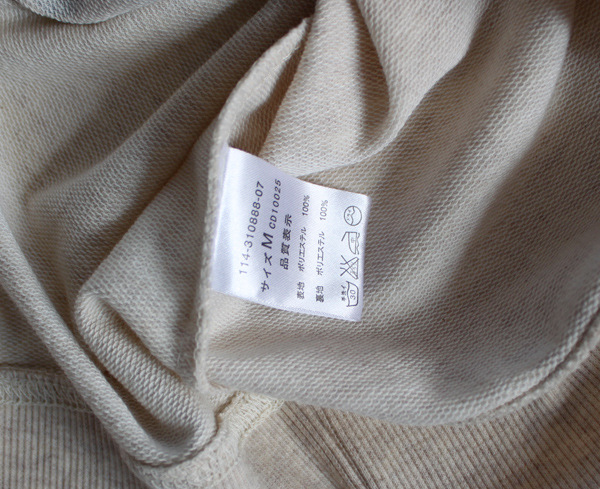 114-310888-07
サイズ M CD10025
品質表示
表地 ポリエステル 100%
裏地 ポリエステル 100%
30